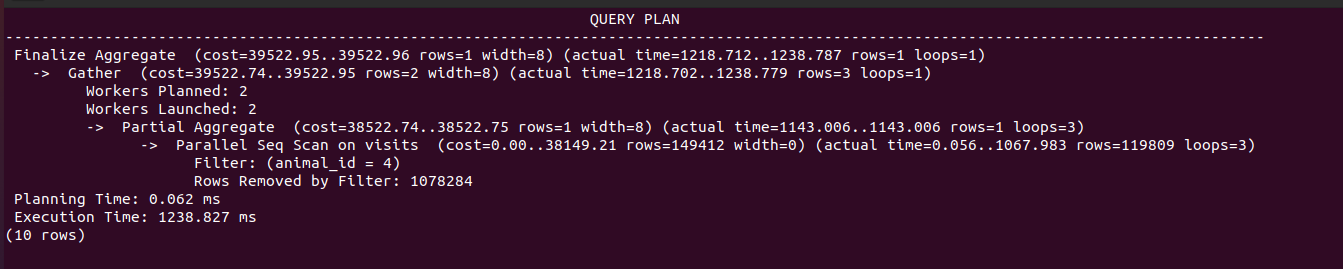 QUERY PLAN
-----------------------------------------------------------------------------------------------------------------------------------------------
Finalize Aggregate  (cost=39522.95..39522.96 rows=1 width=8) (actual time=1218.712..1238.787 rows=1 loops=1)
  ->  Gather  (cost=39522.74..39522.95 rows=2 width=8) (actual time=1218.702..1238.779 rows=3 loops=1)
        Workers Planned: 2
        Workers Launched: 2
        ->  Partial Aggregate  (cost=38522.74..38522.75 rows=1 width=8) (actual time=1143.006..1143.006 rows=1 loops=3)
              ->  Parallel Seq Scan on visits  (cost=0.00..38149.21 rows=149412 width=0) (actual time=0.056..1067.983 rows=119809 loops=3)
                    Filter: (animal_id = 4)
                    Rows Removed by Filter: 1078284
Planning Time: 0.062 ms
Execution Time: 1238.827 ms
(10 rows)